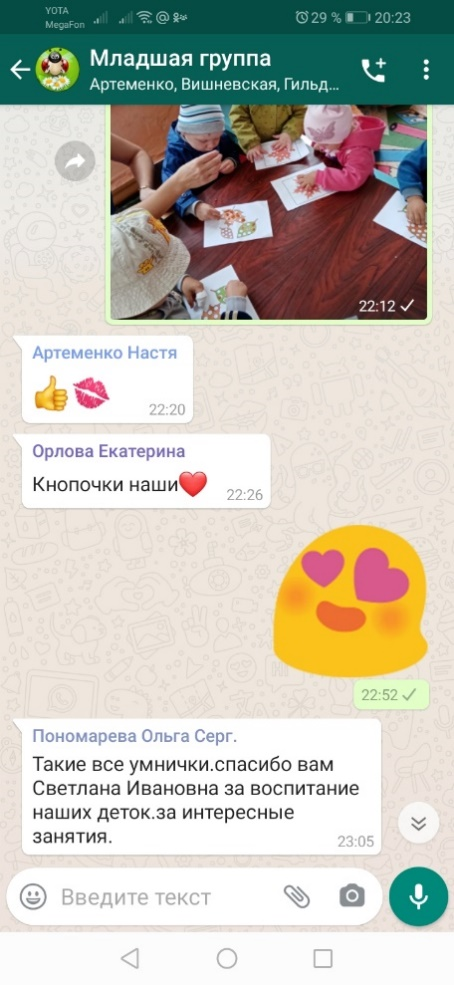 YOTA
MegaFon
29 %
20:23
Младшая группа
Артеменко, Вишневская, Гильд...
22:12
Артеменко Настя
22:20
Орлова Екатерина
Кнопочки наши
22:26
22:52
Пономарева Ольга Серг.
Такие все умнички.спасибо вам
Светлана Ивановна за воспитание
наших деток.за интересные
занятия.
23:05
Введите текст